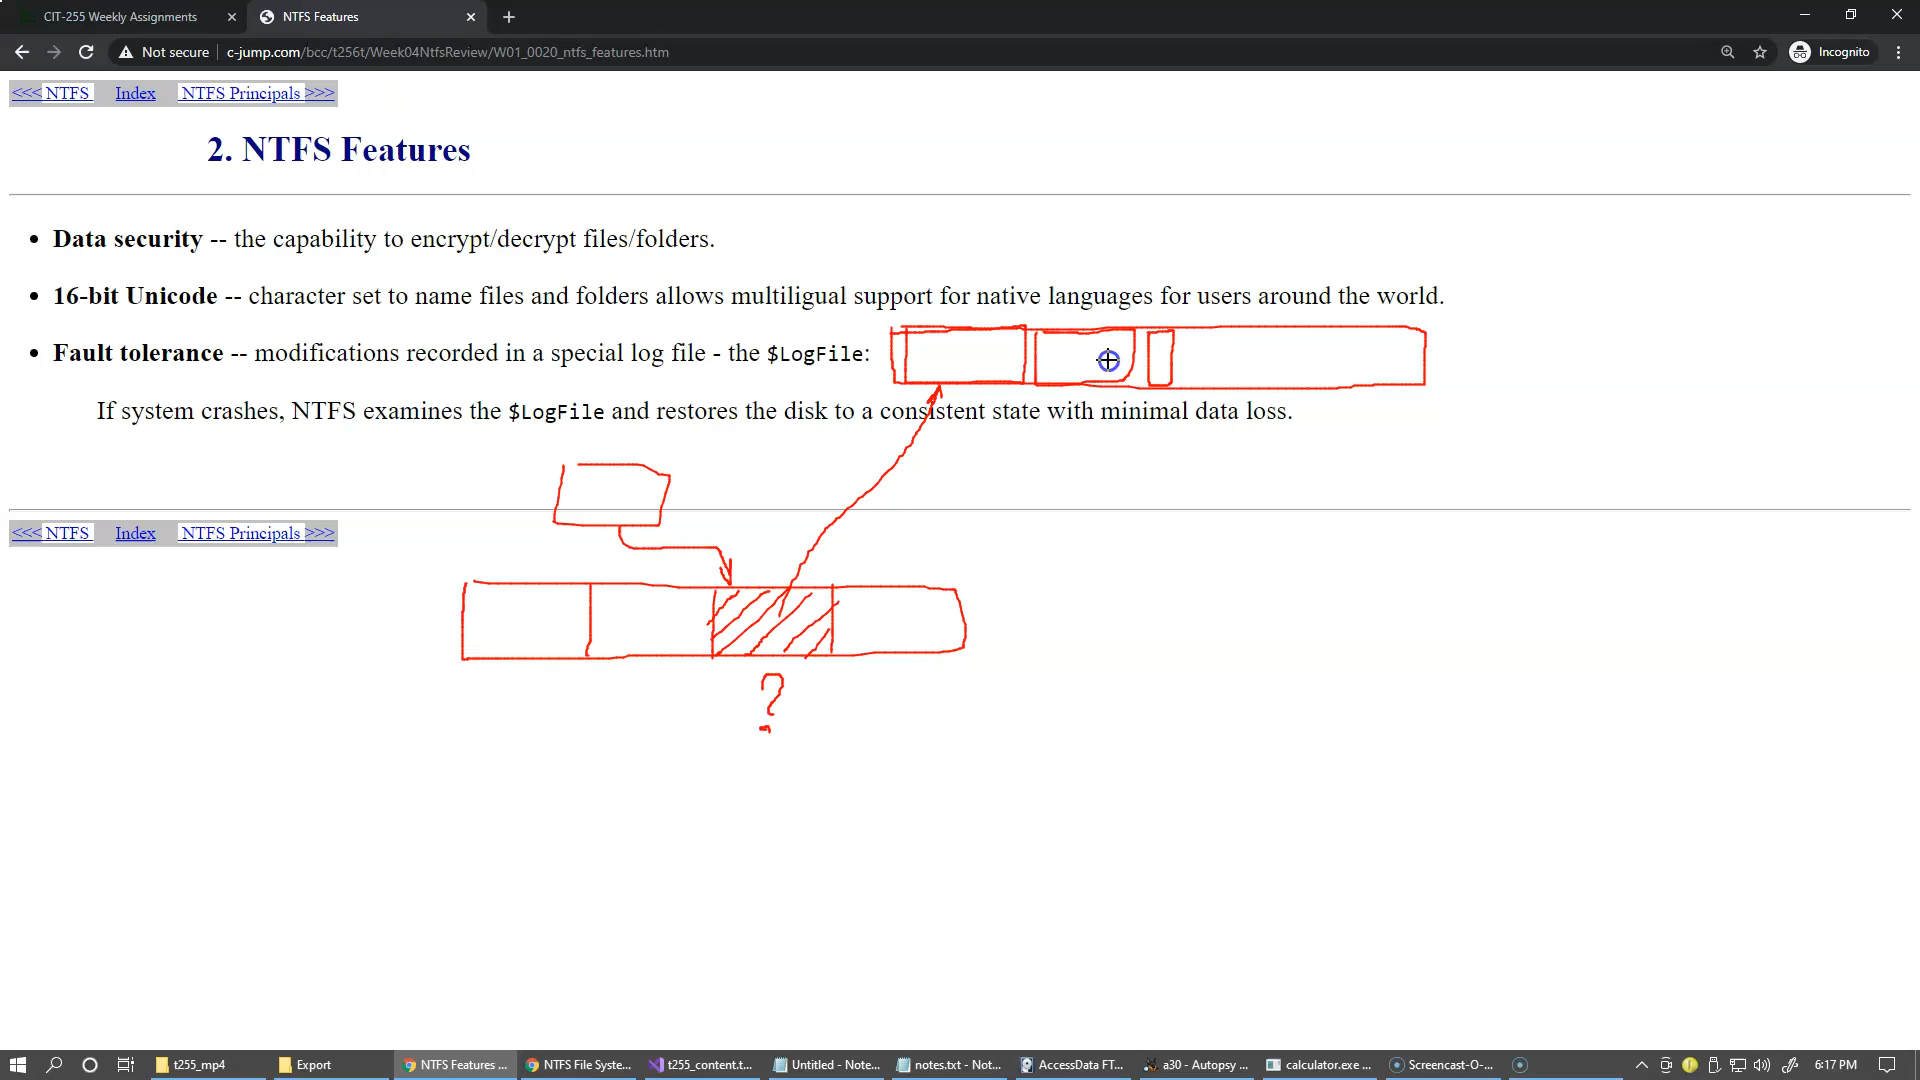 CIT-255 Weekly Assignments
NTFS Features
Not secure
c-jump.com/bcc/t256t/Week04NtfsReview/W01_0020_ntfs_features.htm
Incognito
<<< NTFS Index NTFS Principals >>>
2. NTFS Features
• Data security -- the capability to encrypt/decrypt files/folders.
• 16-bit Unicode -- character set to name files and folders allows multiligual support for native languages for users around the world.
• Fault tolerance -- modifications recorded in a special log file - the $LogFile:
If system crashes, NTFS examines the $LogFile and restores the disk to a consistent state with minimal data loss.
<<< NTFS Index NTFS Principals >>>
?
t255_mp4
Export
NTFS Features ...
NTFS File Syste...
t255_content.t...
Untitled - Note...
notes.txt - Not...
AccessData FT...
a30 - Autopsy ...
calculator.exe ...
Screencast-O-...
6:17 PM